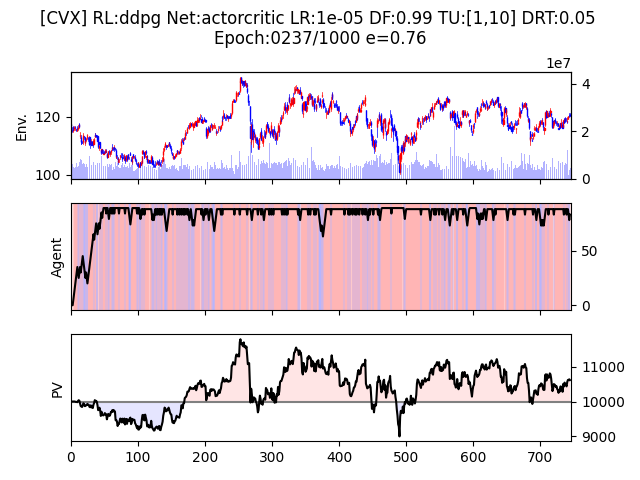 [CVX] RL:ddpg Net:actorcritic LR:1e-05 DF:0.99 TU:[1,10] DRT:0.05
Epoch:0237/1000 e=0.76
1e7
Env.
120
100
4
2
0
Agent
50
0
PV
11000
10000
9000
0 100 200 300 400 500 600 700